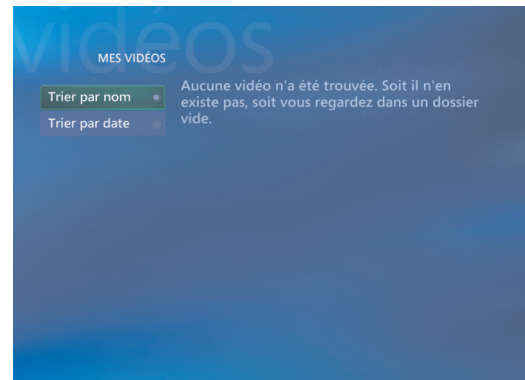 vidéos
MES VIDÉOS
Trier par nom
Trier par date
Aucune vidéo n'a été trouvée. Soit il n'en
existe pas, soit vous regardez dans un dossier
vide.